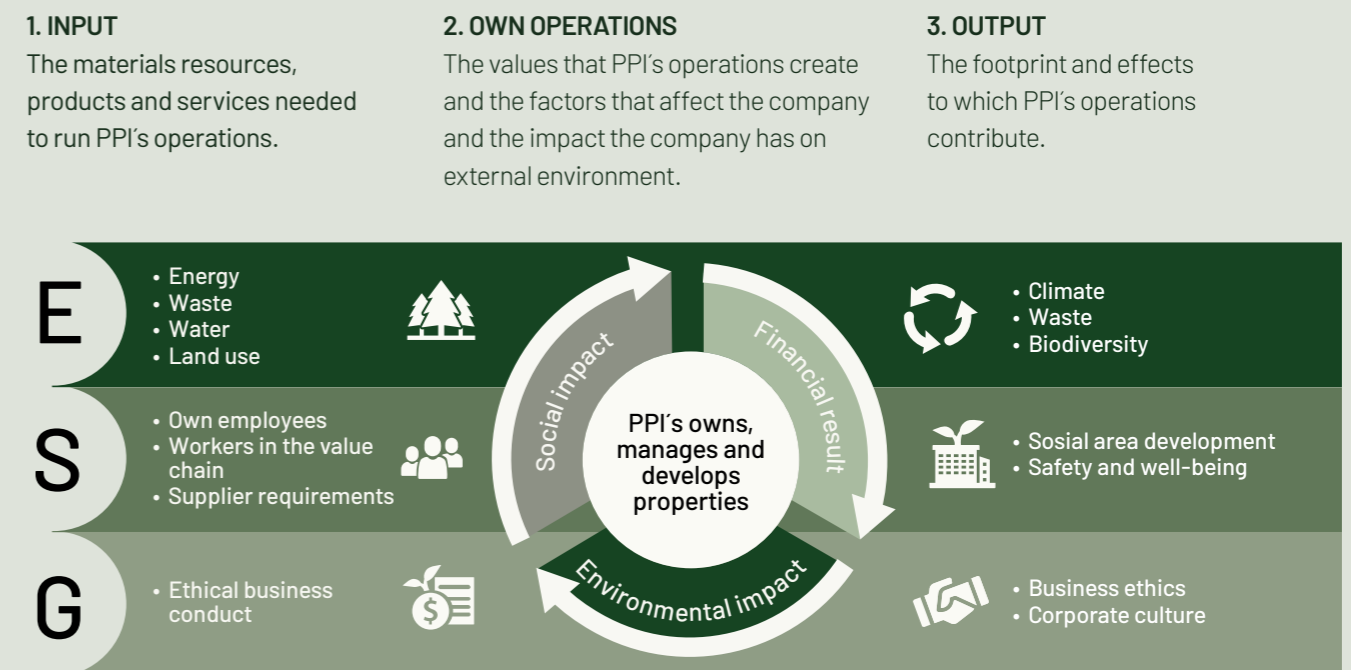 1. INPUT
The materials resources,
products and services needed
to run PPI´s operations.
2. OWN OPERATIONS
The values that PPI´s operations create
and the factors that affect the company
and the impact the company has on
external environment.
3. OUTPUT
The footprint and effects
to which PPI´s operations
contribute.
E
• Energy
• Waste
• Water
• Land use
• Climate
• Waste
• Biodiversity
S
• Own employees
• Workers in the value
chain
• Supplier requirements
• Sosial area development
• Safety and well-being
G
• Ethical business
conduct
$
• Business ethics
• Corporate culture
Social impact
Financial result
Environmental impact
PPI´s owns,
manages and
develops
properties